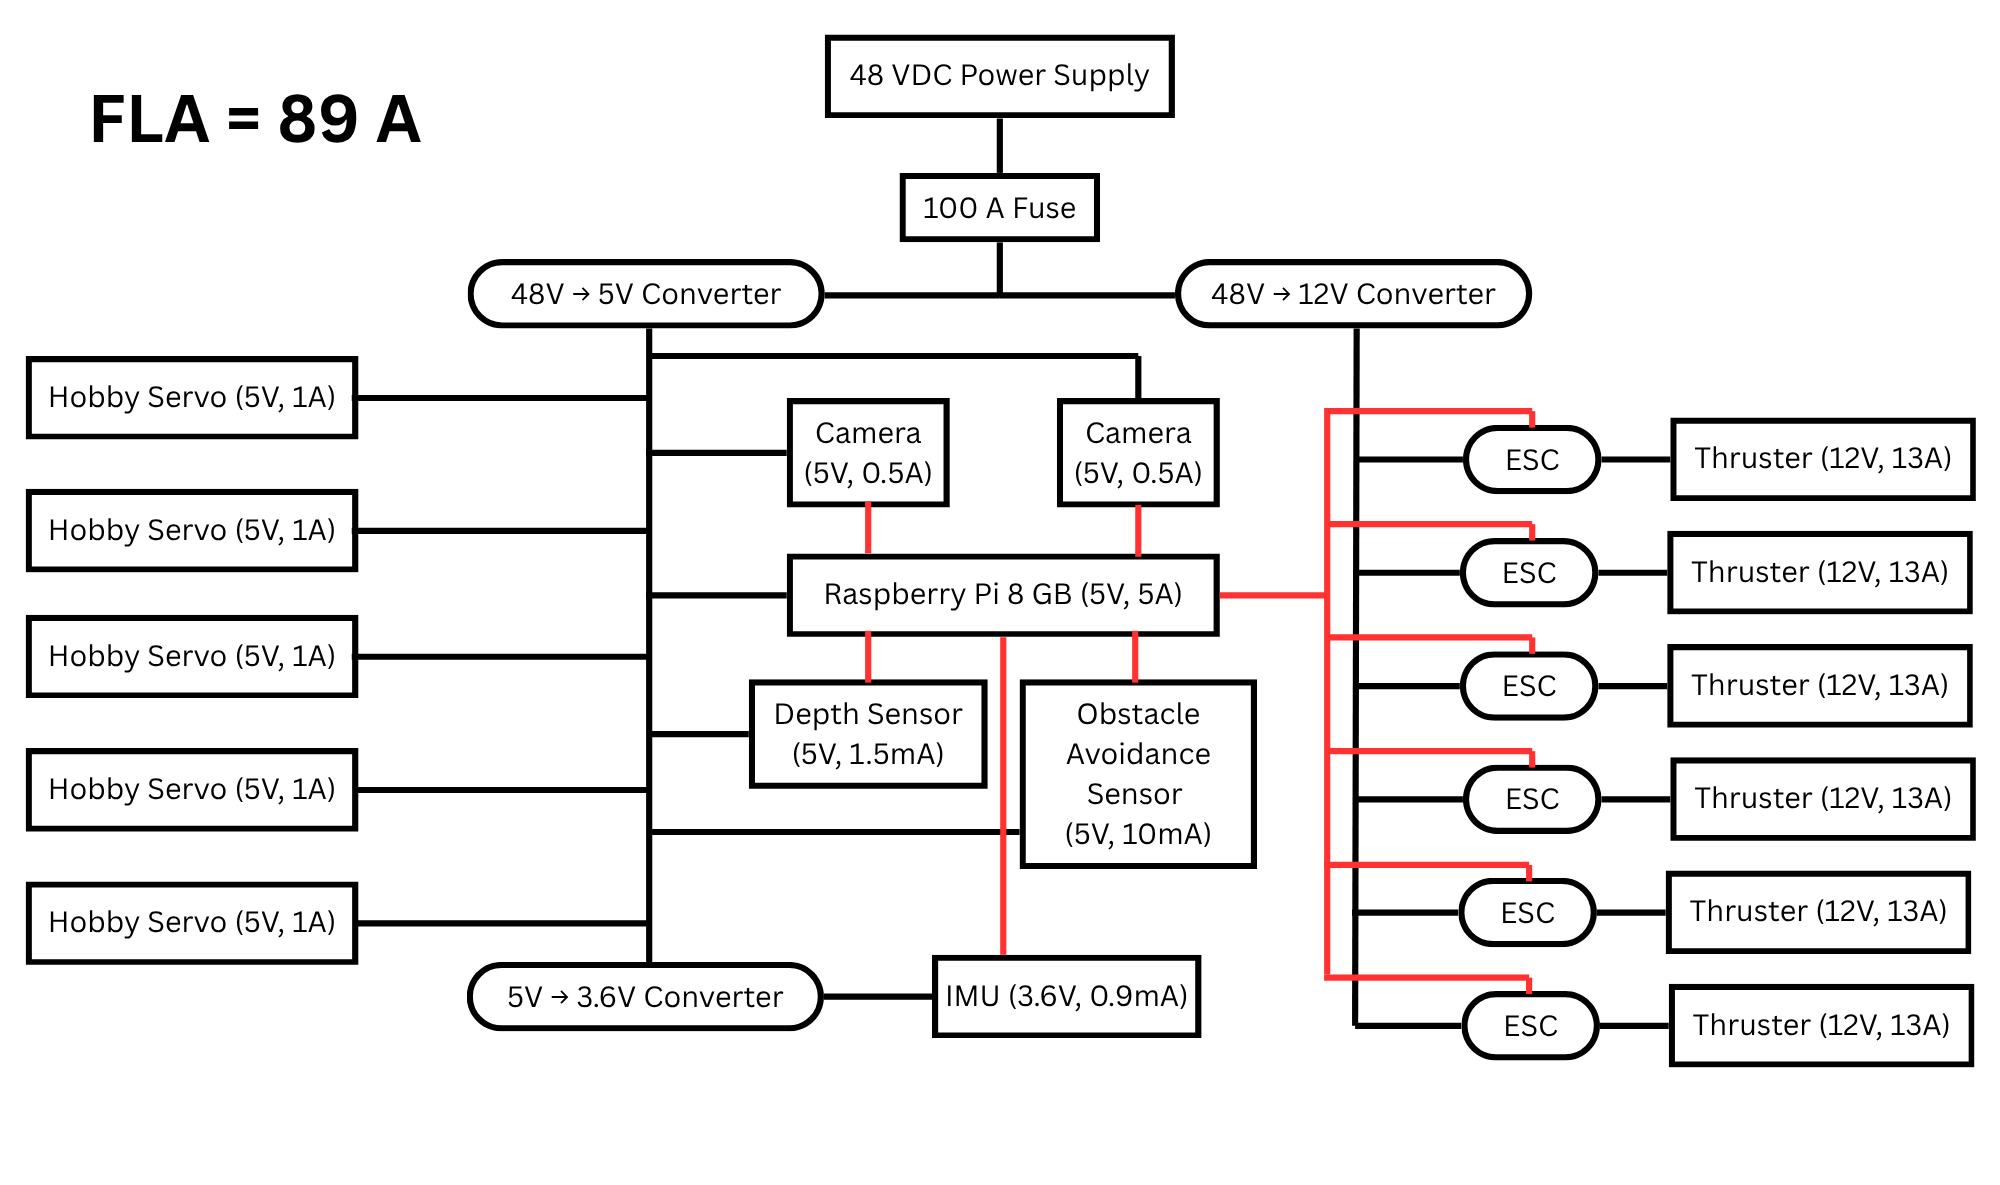 48 VDC Power Supply
FLA = 89 A
100 A Fuse
48V → 5V Converter
48V → 12V Converter
Hobby Servo (5V, 1A)
Hobby Servo (5V, 1A)
Hobby Servo (5V, 1A)
Hobby Servo (5V, 1A)
Hobby Servo (5V, 1A)
Camera
(5V, 0.5A)
Camera
(5V, 0.5A)
Raspberry Pi 8 GB (5V, 5A)
Depth Sensor
(5V, 1.5mA)
Obstacle
Avoidance
Sensor
(5V, 10mA)
5V → 3.6V Converter
IMU (3.6V, 0.9mA)
ESC
Thruster (12V, 13A)
ESC
Thruster (12V, 13A)
ESC
Thruster (12V, 13A)
ESC
Thruster (12V, 13A)
ESC
Thruster (12V, 13A)
ESC
Thruster (12V, 13A)